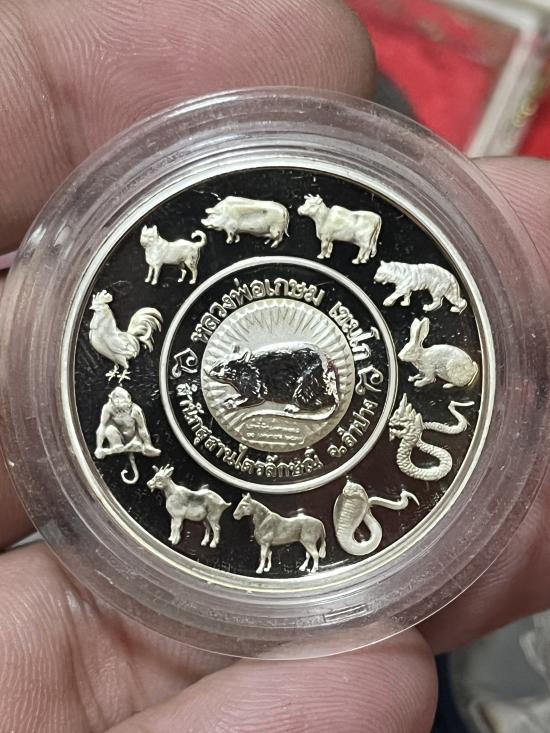 หลวงพ่อเกษม เขมโก
สำนักสุสานไตรลักษณ์ จ.ลำปาง